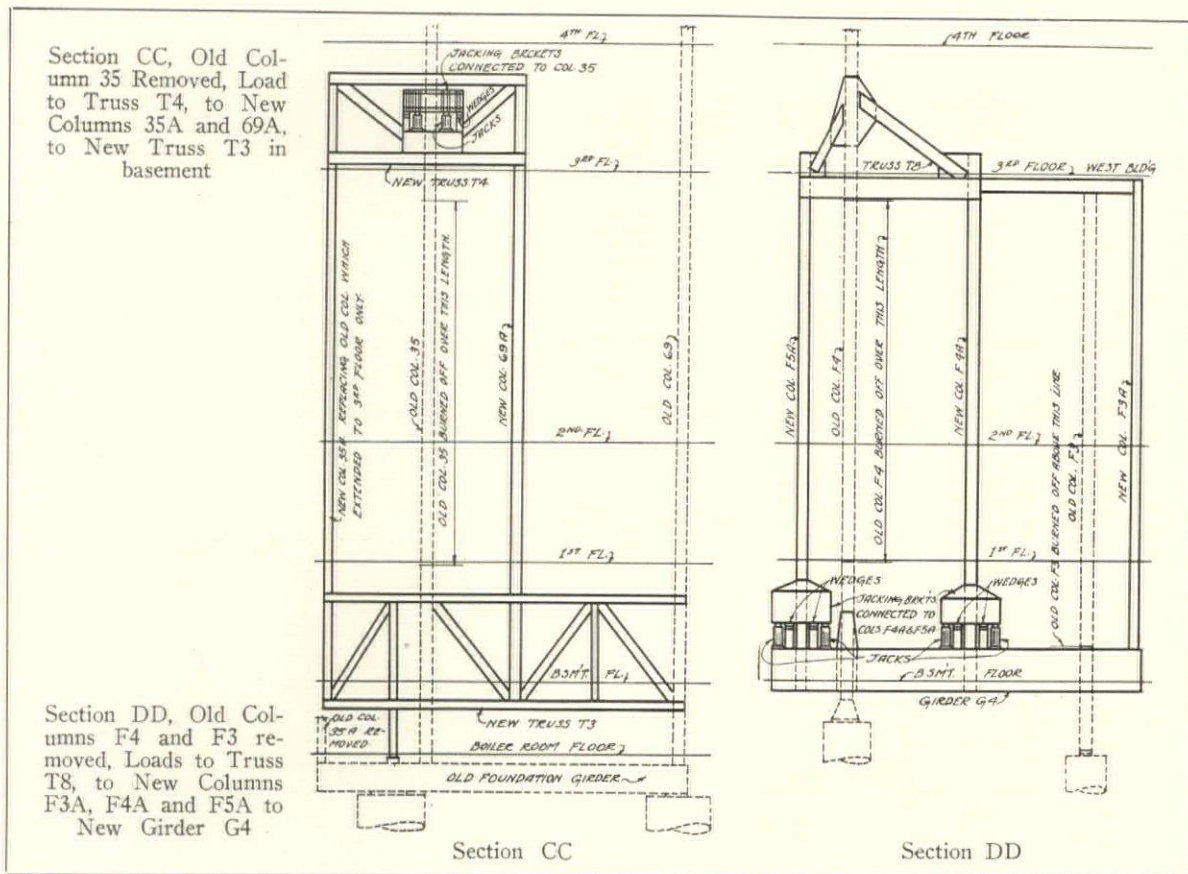 Section CC, Old Col-
umn 35 Removed, Load
to Truss T4, to New
Columns 35A and 69A,
to New Truss T3 in
basement
4TH FL.
JACKING BRCKETS
CONNECTED TO COL. 35
WEDGES
JACKS
3RD FL.
NEW TRUSS T4
NEW COL. 35A REPLACING OLD COL. WHICH
EXTENDED TO 3RD FLOOR ONLY.
OLD COL. 35
OLD COL. 35 BURNED OFF OVER THIS LENGTH.
NEW COL. 69A
OLD COL. 69
2ND FL.
1ST FL.
BSM'T. FL.
NEW TRUSS T3
OLD COL.
35A RE-
MOVED
BOILER ROOM FLOOR
OLD FOUNDATION GIRDER
Section CC
4TH FLOOR
TRUSS T8
3RD FLOOR WEST BLD'G
NEW COL. F5A
OLD COL. F4
OLD COL. F4 BURNED OFF OVER THIS LENGTH
NEW COL. F4A
OLD COL. F3 BURNED OFF ABOVE THIS LINE
OLD COL. F3
NEW COL. F3A
2ND FLOOR
1ST FL.
WEDGES
WEDGES
JACKING BRK'TS.
CONNECTED TO
COLS F4A & F5A
JACKS
BSM'T. FLOOR
GIRDER G4
Section DD
Section DD, Old Col-
umns F4 and F3 re-
moved, Loads to Truss
T8, to New Columns
F3A, F4A and F5A to
New Girder G4